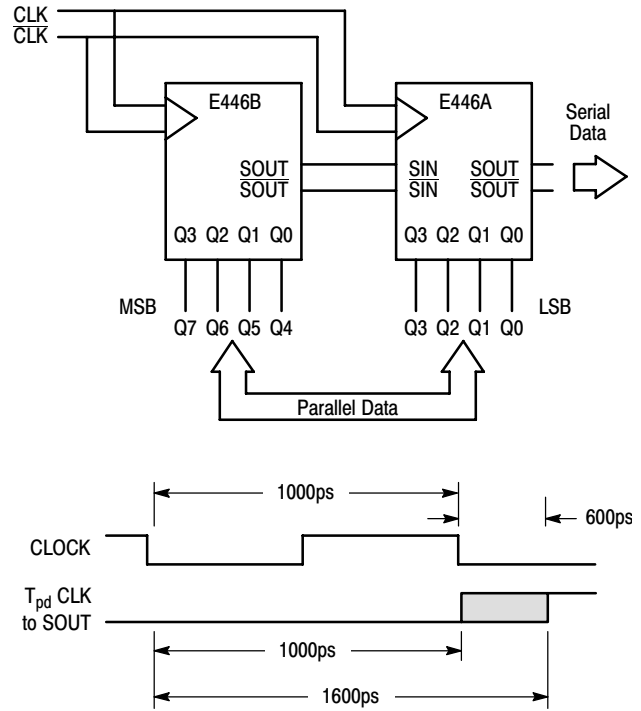 CLK
CLK
E446B
E446A
Serial
Data
SOUT
SOUT
SIN
SIN
SOUT
SOUT
Q3 Q2 Q1 Q0
Q3 Q2 Q1 Q0
MSB
LSB
Q7 Q6 Q5 Q4
Q3 Q2 Q1 Q0
Parallel Data
1000ps
600ps
CLOCK
Tpd CLK
to SOUT
1000ps
1600ps